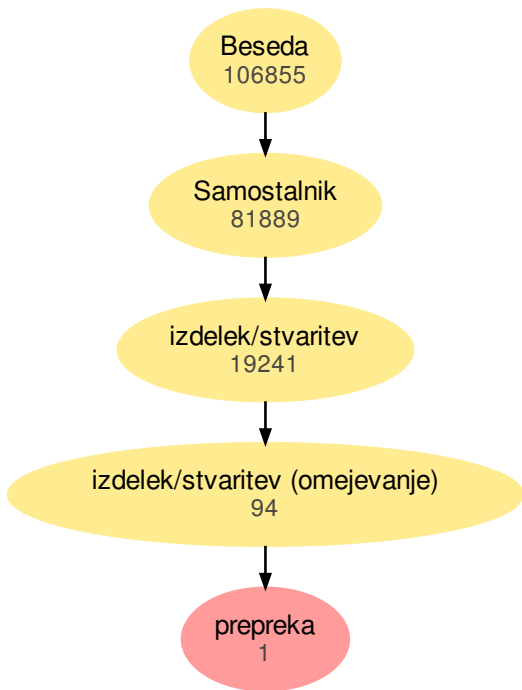 Beseda
106855
Samostalnik
81889
izdelek/stvaritev
19241
izdelek/stvaritev (omejevanje)
94
prepreka
1